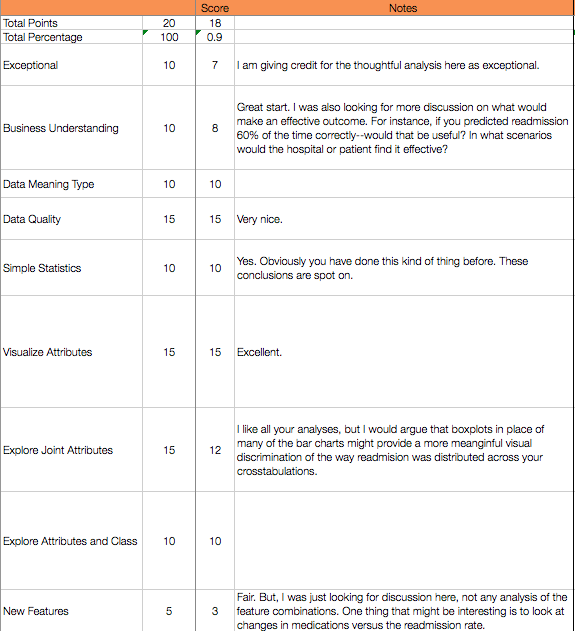 Score Notes
Total Points 20 18
Total Percentage 100 0.9
Exceptional 10 7 I am giving credit for the thoughtful analysis here as exceptional.
Great start. I was also looking for more discussion on what would
make an effective outcome. For instance, if you predicted readmission
Business Understanding 10 8 60% of the time correctly--would that be useful? In what scenarios
would the hospital or patient find it effective?
Data Meaning Type 10 10
Data Quality 15 15 Very nice.
Simple Statistics 10 10 Yes. Obviously you have done this kind of thing before. These
conclusions are spot on.
Visualize Attributes 15 15 Excellent.
I like all your analyses, but I would argue that boxplots in place of
many of the bar charts might provide a more meanginful visual
Explore Joint Attributes 15 12 discrimination of the way readmision was distributed across your
crosstabulations.
Explore Attributes and Class 10 10
Fair. But, I was just looking for discussion here, not any analysis of the
New Features 5 3 feature combinations. One thing that might be interesting is to look at
changes in medications versus the readmission rate.